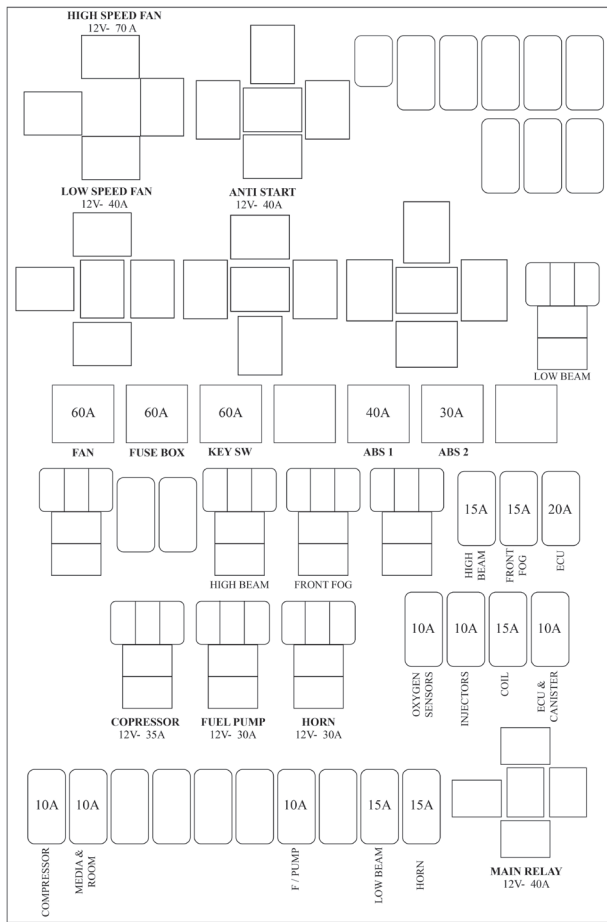 HIGH SPEED FAN
12V- 70 A
LOW SPEED FAN
12V- 40A
ANTI START
12V- 40A
LOW BEAM
60A
60A
60A
40A
30A
FAN
FUSE BOX
KEY SW
ABS 1
ABS 2
15A
15A
20A
HIGH
BEAM
FRONT
FOG
ECU
HIGH BEAM
FRONT FOG
10A
10A
15A
10A
OXYGEN
SENSORS
INJECTORS
COIL
ECU &
CANISTER
COPRESSOR
12V- 35A
FUEL PUMP
12V- 30A
HORN
12V- 30A
10A
10A
10A
15A
15A
COMPRESSOR
MEDIA &
ROOM
F / PUMP
LOW BEAM
HORN
MAIN RELAY
12V- 40A